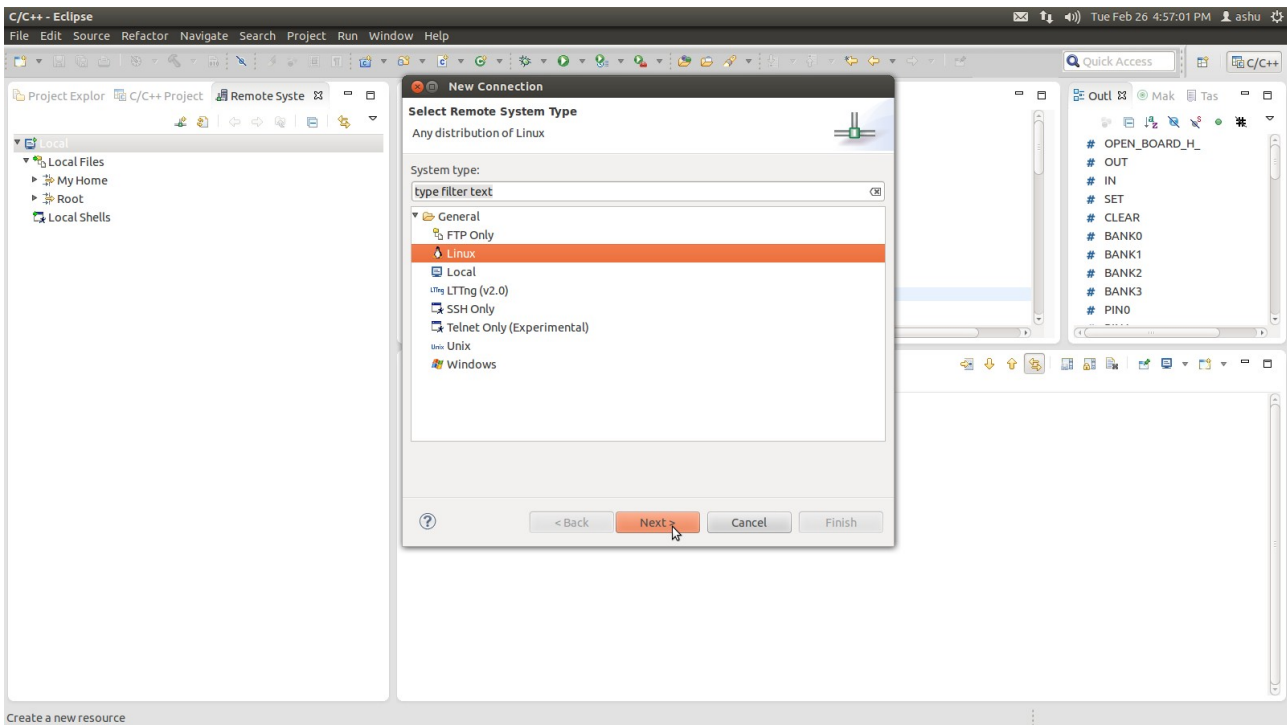 C/C++ - Eclipse
Tue Feb 26 4:57:01 PM ashu
File Edit Source Refactor Navigate Search Project Run Window Help
Quick Access
C/C++
Project Explor C/C++ Project Remote Syste
Local
Local Files
My Home
Root
Local Shells
New Connection
Select Remote System Type
Any distribution of Linux
System type:
type filter text
General
FTP Only
Linux
Local
LTTng LTTng (v2.0)
SSH Only
Telnet Only (Experimental)
Unix Unix
Windows
< Back Next > Cancel Finish
Outl Mak Tas
# OPEN_BOARD_H_
# OUT
# IN
# SET
# CLEAR
# BANK0
# BANK1
# BANK2
# BANK3
# PIN0
Create a new resource